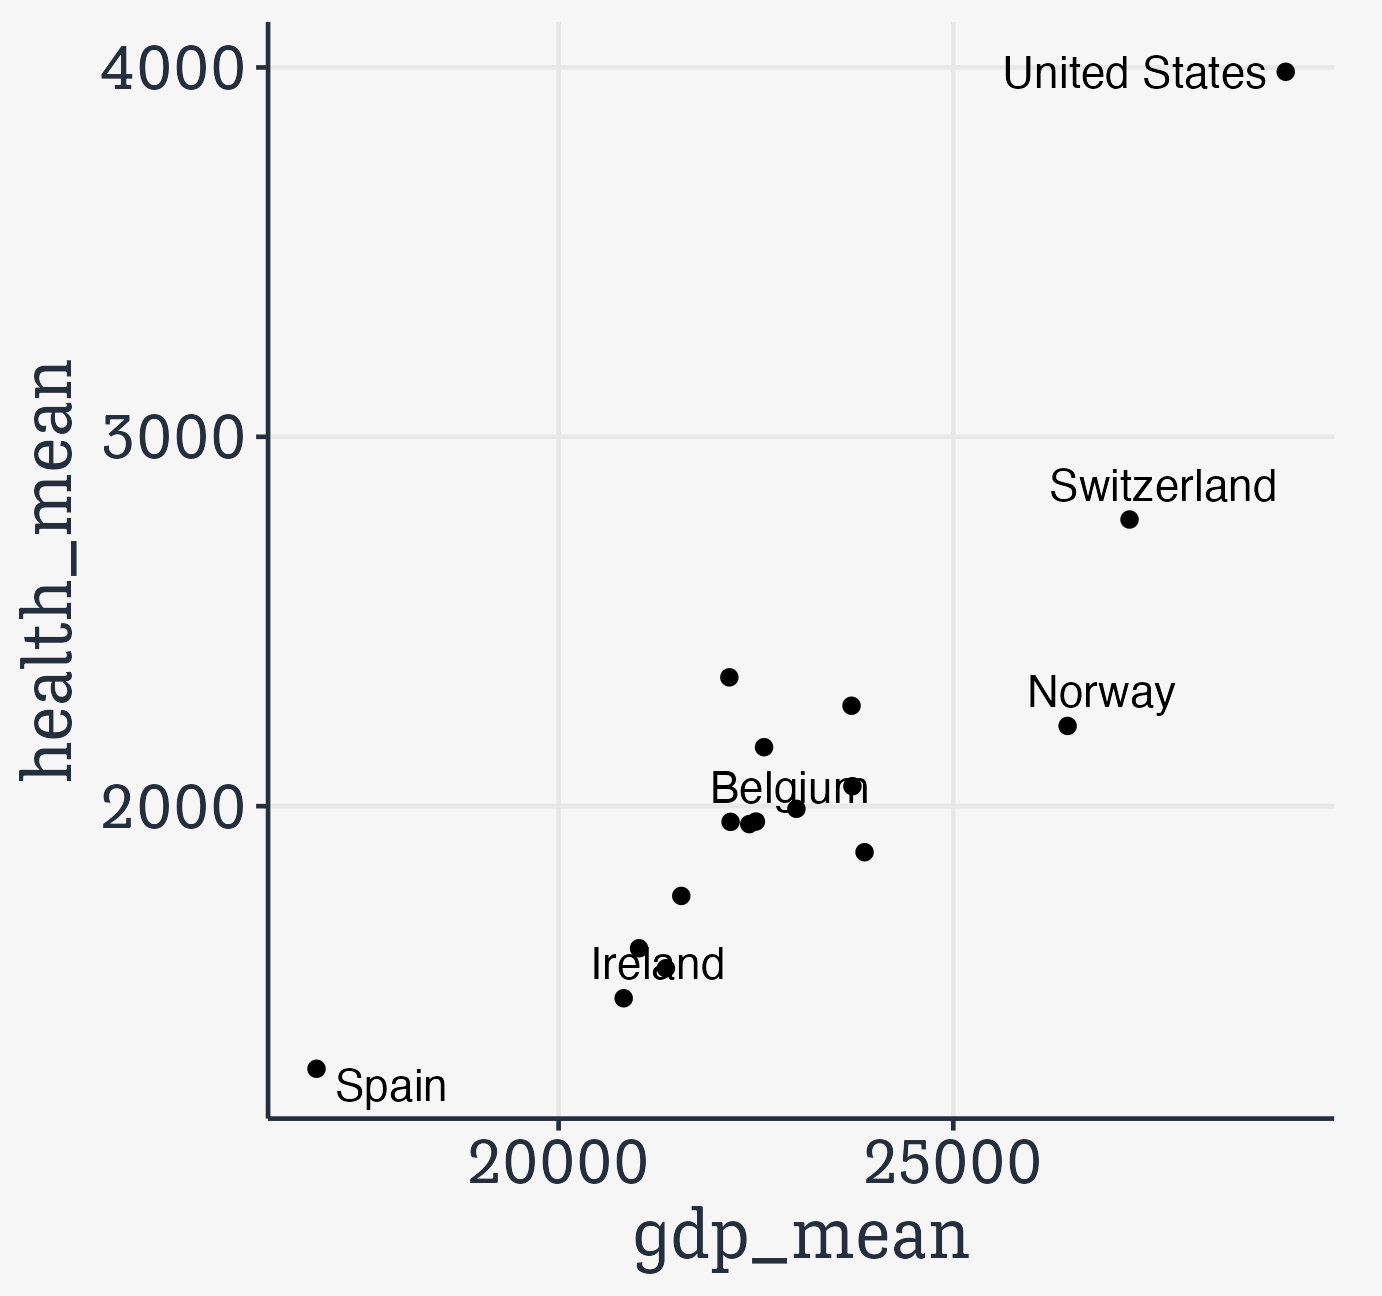 4000
United States
3000
Switzerland
Norway
2000
Belgium
Ireland
Spain
20000 25000
gdp_mean
health_mean